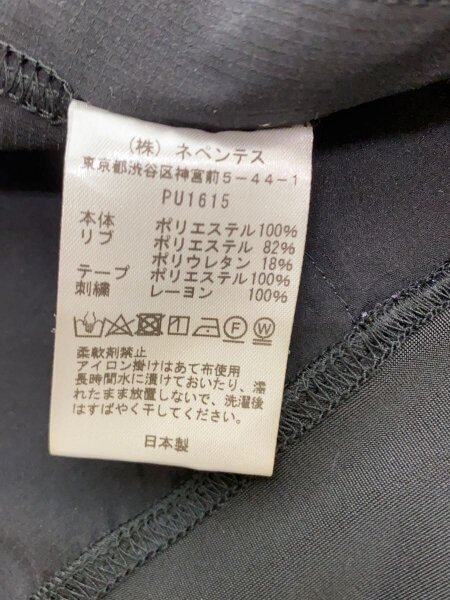 (株) ネペンテス
東京都渋谷区神宮前5-44-1
PU1615
本体 ポリエステル100%
リブ ポリエステル 82%
ポリウレタン 18%
テープ ポリエステル100%
刺繍 レーヨン 100%
F W
柔軟剤禁止
アイロン掛けはあて布使用
長時間水に漬けておいたり、濡
れたまま放置しないで、洗濯後
はすばやく干してください。
日本製